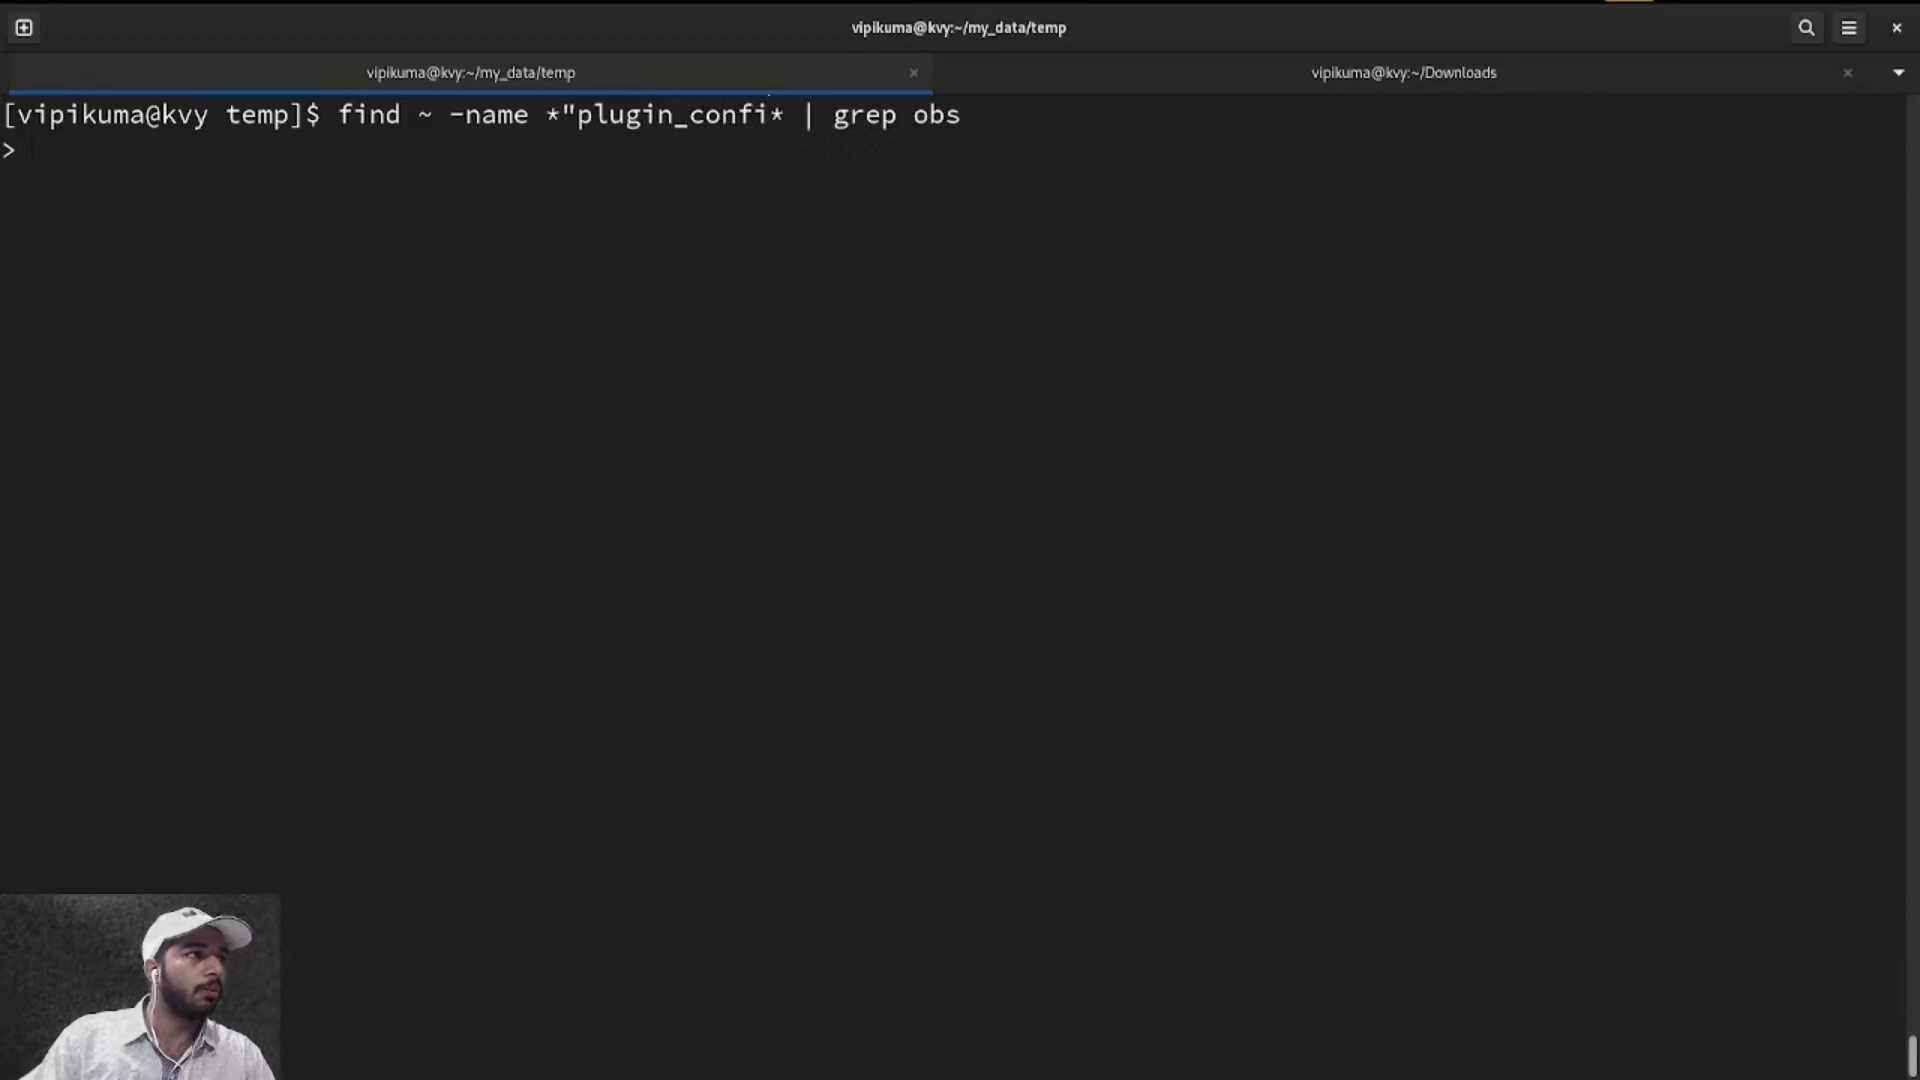 vipikuma@kvy:~/my_data/temp
vipikuma@kvy:~/my_data/temp
vipikuma@kvy:~/Downloads
[vipikuma@kvy temp]$ find ~ -name *"plugin_confi* | grep obs
>